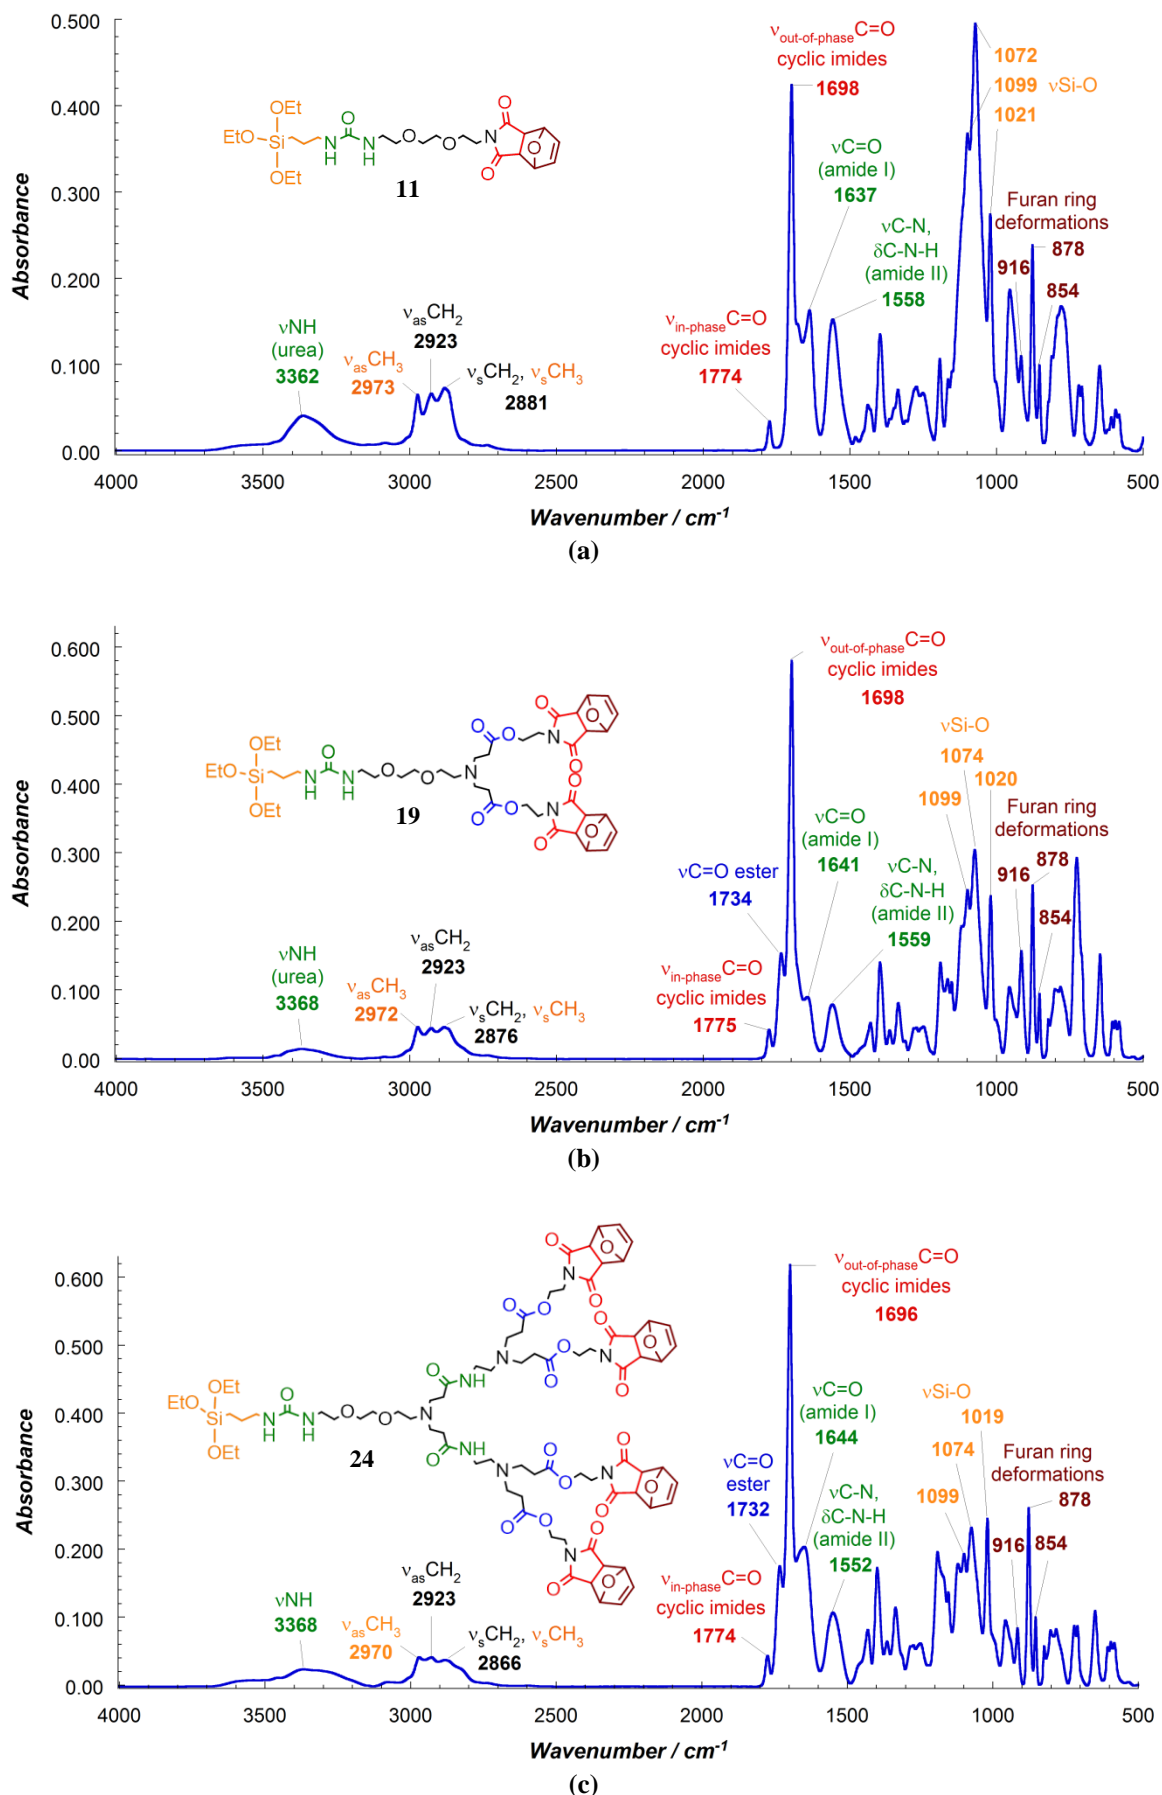 0.500
0.400
0.300
0.200
0.100
0.00
Absorbance
4000 3500 3000 2500 2000 1500 1000 500
Wavenumber / cm-1
OEt
EtO Si
OEt
N H
O
N H
O
O
N
O
O
O
11
νNH
(urea)
3362
νasCH3
2973
νasCH2
2923
νsCH2, νsCH3
2881
νin-phaseC=O
cyclic imides
1774
νout-of-phaseC=O
cyclic imides
1698
νC=O
(amide I)
1637
νC-N,
δC-N-H
(amide II)
1558
1072
1099 νSi-O
1021
Furan ring
deformations
878
916
854
(a)
0.600
0.500
0.400
0.300
0.200
0.100
0.00
Absorbance
4000 3500 3000 2500 2000 1500 1000 500
Wavenumber / cm-1
OEt
EtO Si
OEt
N H
O
N H
O
O
N
O
O
O
O
N
O
O
O
O
O
N
O
O
O
19
νNH
(urea)
3368
νasCH3
2972
νasCH2
2923
νsCH2, νsCH3
2876
νin-phaseC=O
cyclic imides
1775
νC=O ester
1734
νout-of-phaseC=O
cyclic imides
1698
νC=O
(amide I)
1641
νC-N,
δC-N-H
(amide II)
1559
νSi-O
1074
1099
1020
Furan ring
deformations
878
916
854
(b)
0.600
0.500
0.400
0.300
0.200
0.100
0.00
Absorbance
4000 3500 3000 2500 2000 1500 1000 500
Wavenumber / cm-1
OEt
EtO Si
OEt
N H
O
N H
O
O
N
O
NH
O
NH
N
N
O
O
N
O
O
O
O
O
N
O
O
O
O
O
N
O
O
O
O
O
N
O
O
O
24
νNH
3368
νasCH3
2970
νasCH2
2923
νsCH2, νsCH3
2866
νin-phaseC=O
cyclic imides
1774
νC=O
ester
1732
νout-of-phaseC=O
cyclic imides
1696
νC=O
(amide I)
1644
νC-N,
δC-N-H
(amide II)
1552
νSi-O
1019
1074
1099
Furan ring
deformations
878
916
854
(c)